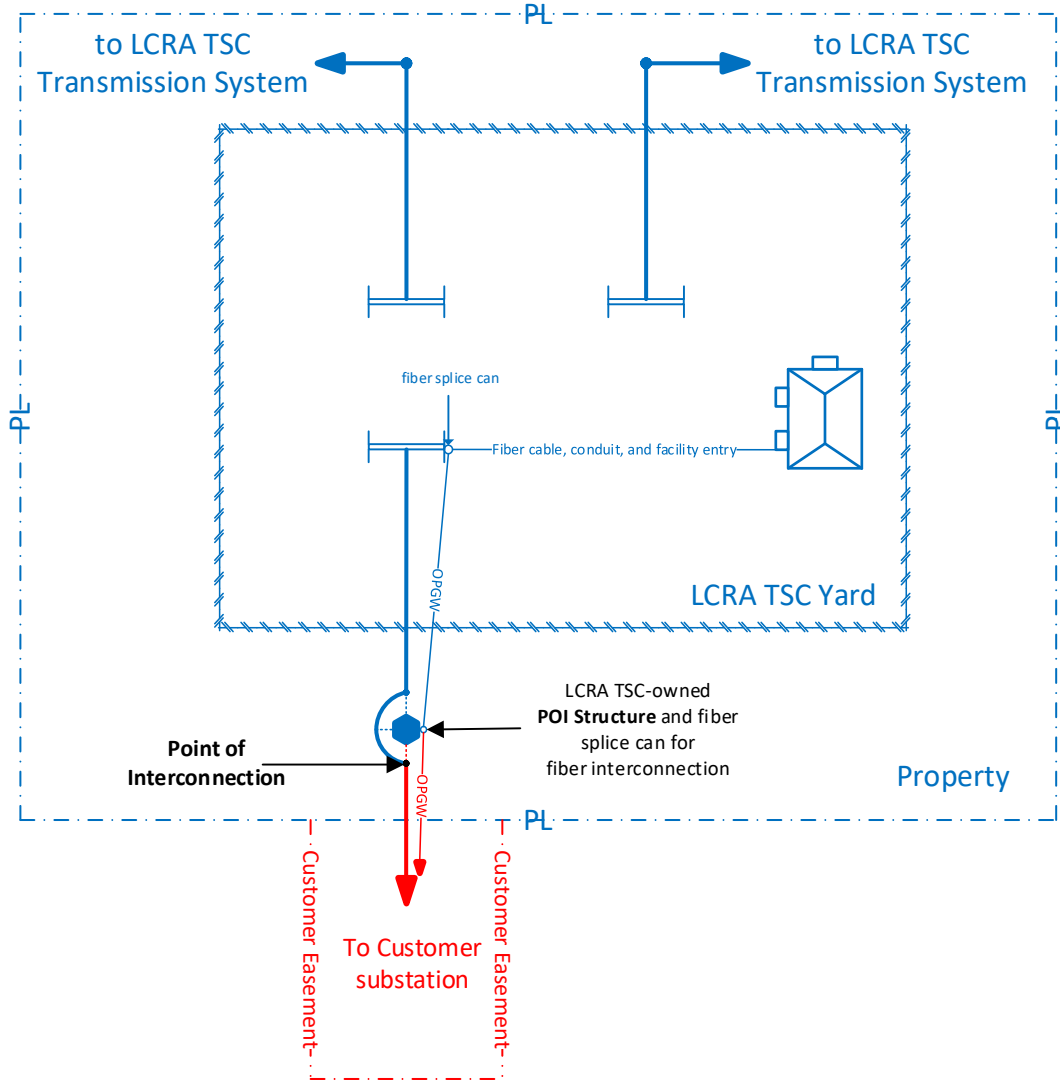 PL
to LCRA TSC
Transmission System
to LCRA TSC
Transmission System
fiber splice can
PL
PL
Fiber cable, conduit, and facility entry
OPGW
LCRA TSC Yard
LCRA TSC-owned
POI Structure and fiber
splice can for
fiber interconnection
Point of
Interconnection
OPGW
Property
PL
Customer Easement
Customer Easement
To Customer
substation